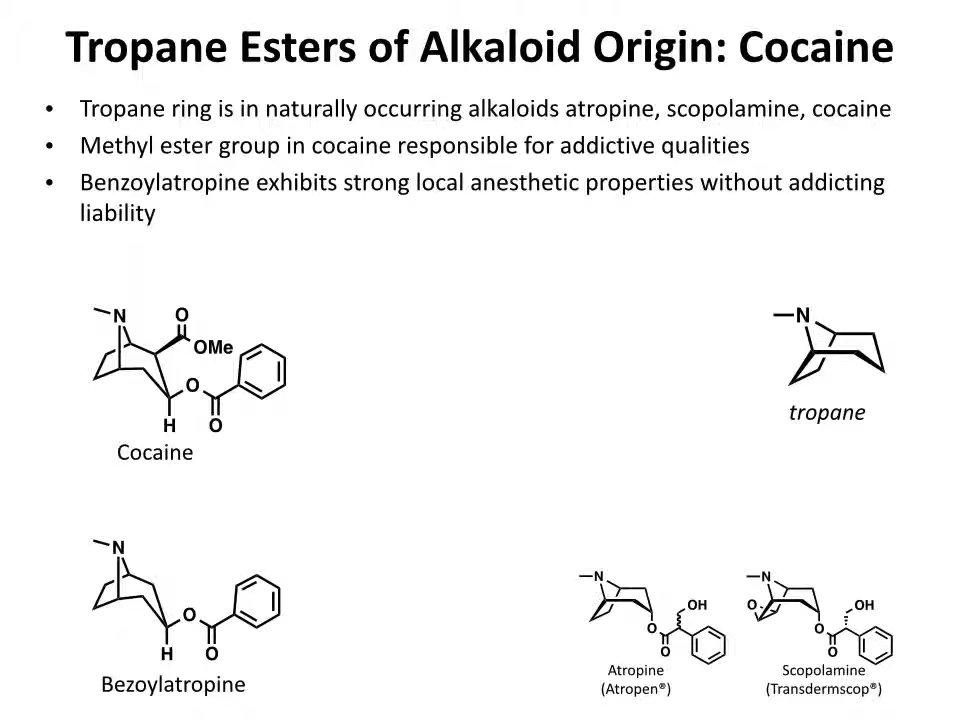 Tropane Esters of Alkaloid Origin: Cocaine
• Tropane ring is in naturally occurring alkaloids atropine, scopolamine, cocaine
• Methyl ester group in cocaine responsible for addictive qualities
• Benzoylatropine exhibits strong local anesthetic properties without addicting
liability
N
O
OMe
O
H
O
Cocaine
N
tropane
N
O
H
O
Bezoylatropine
N
OH
O
O
Atropine
(Atropen®)
N
O
OH
O
O
Scopolamine
(Transdermscop®)